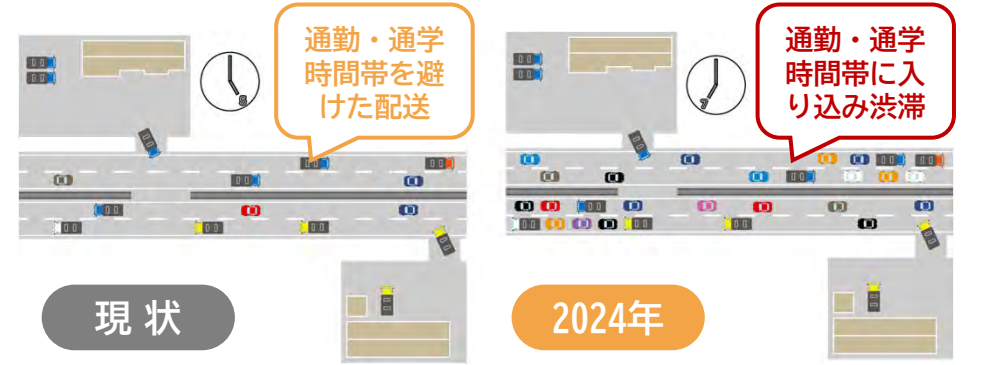 通勤・通学
時間帯を避
けた配送
現 状
通勤・通学
時間帯に入
り込み渋滞
7
2024年